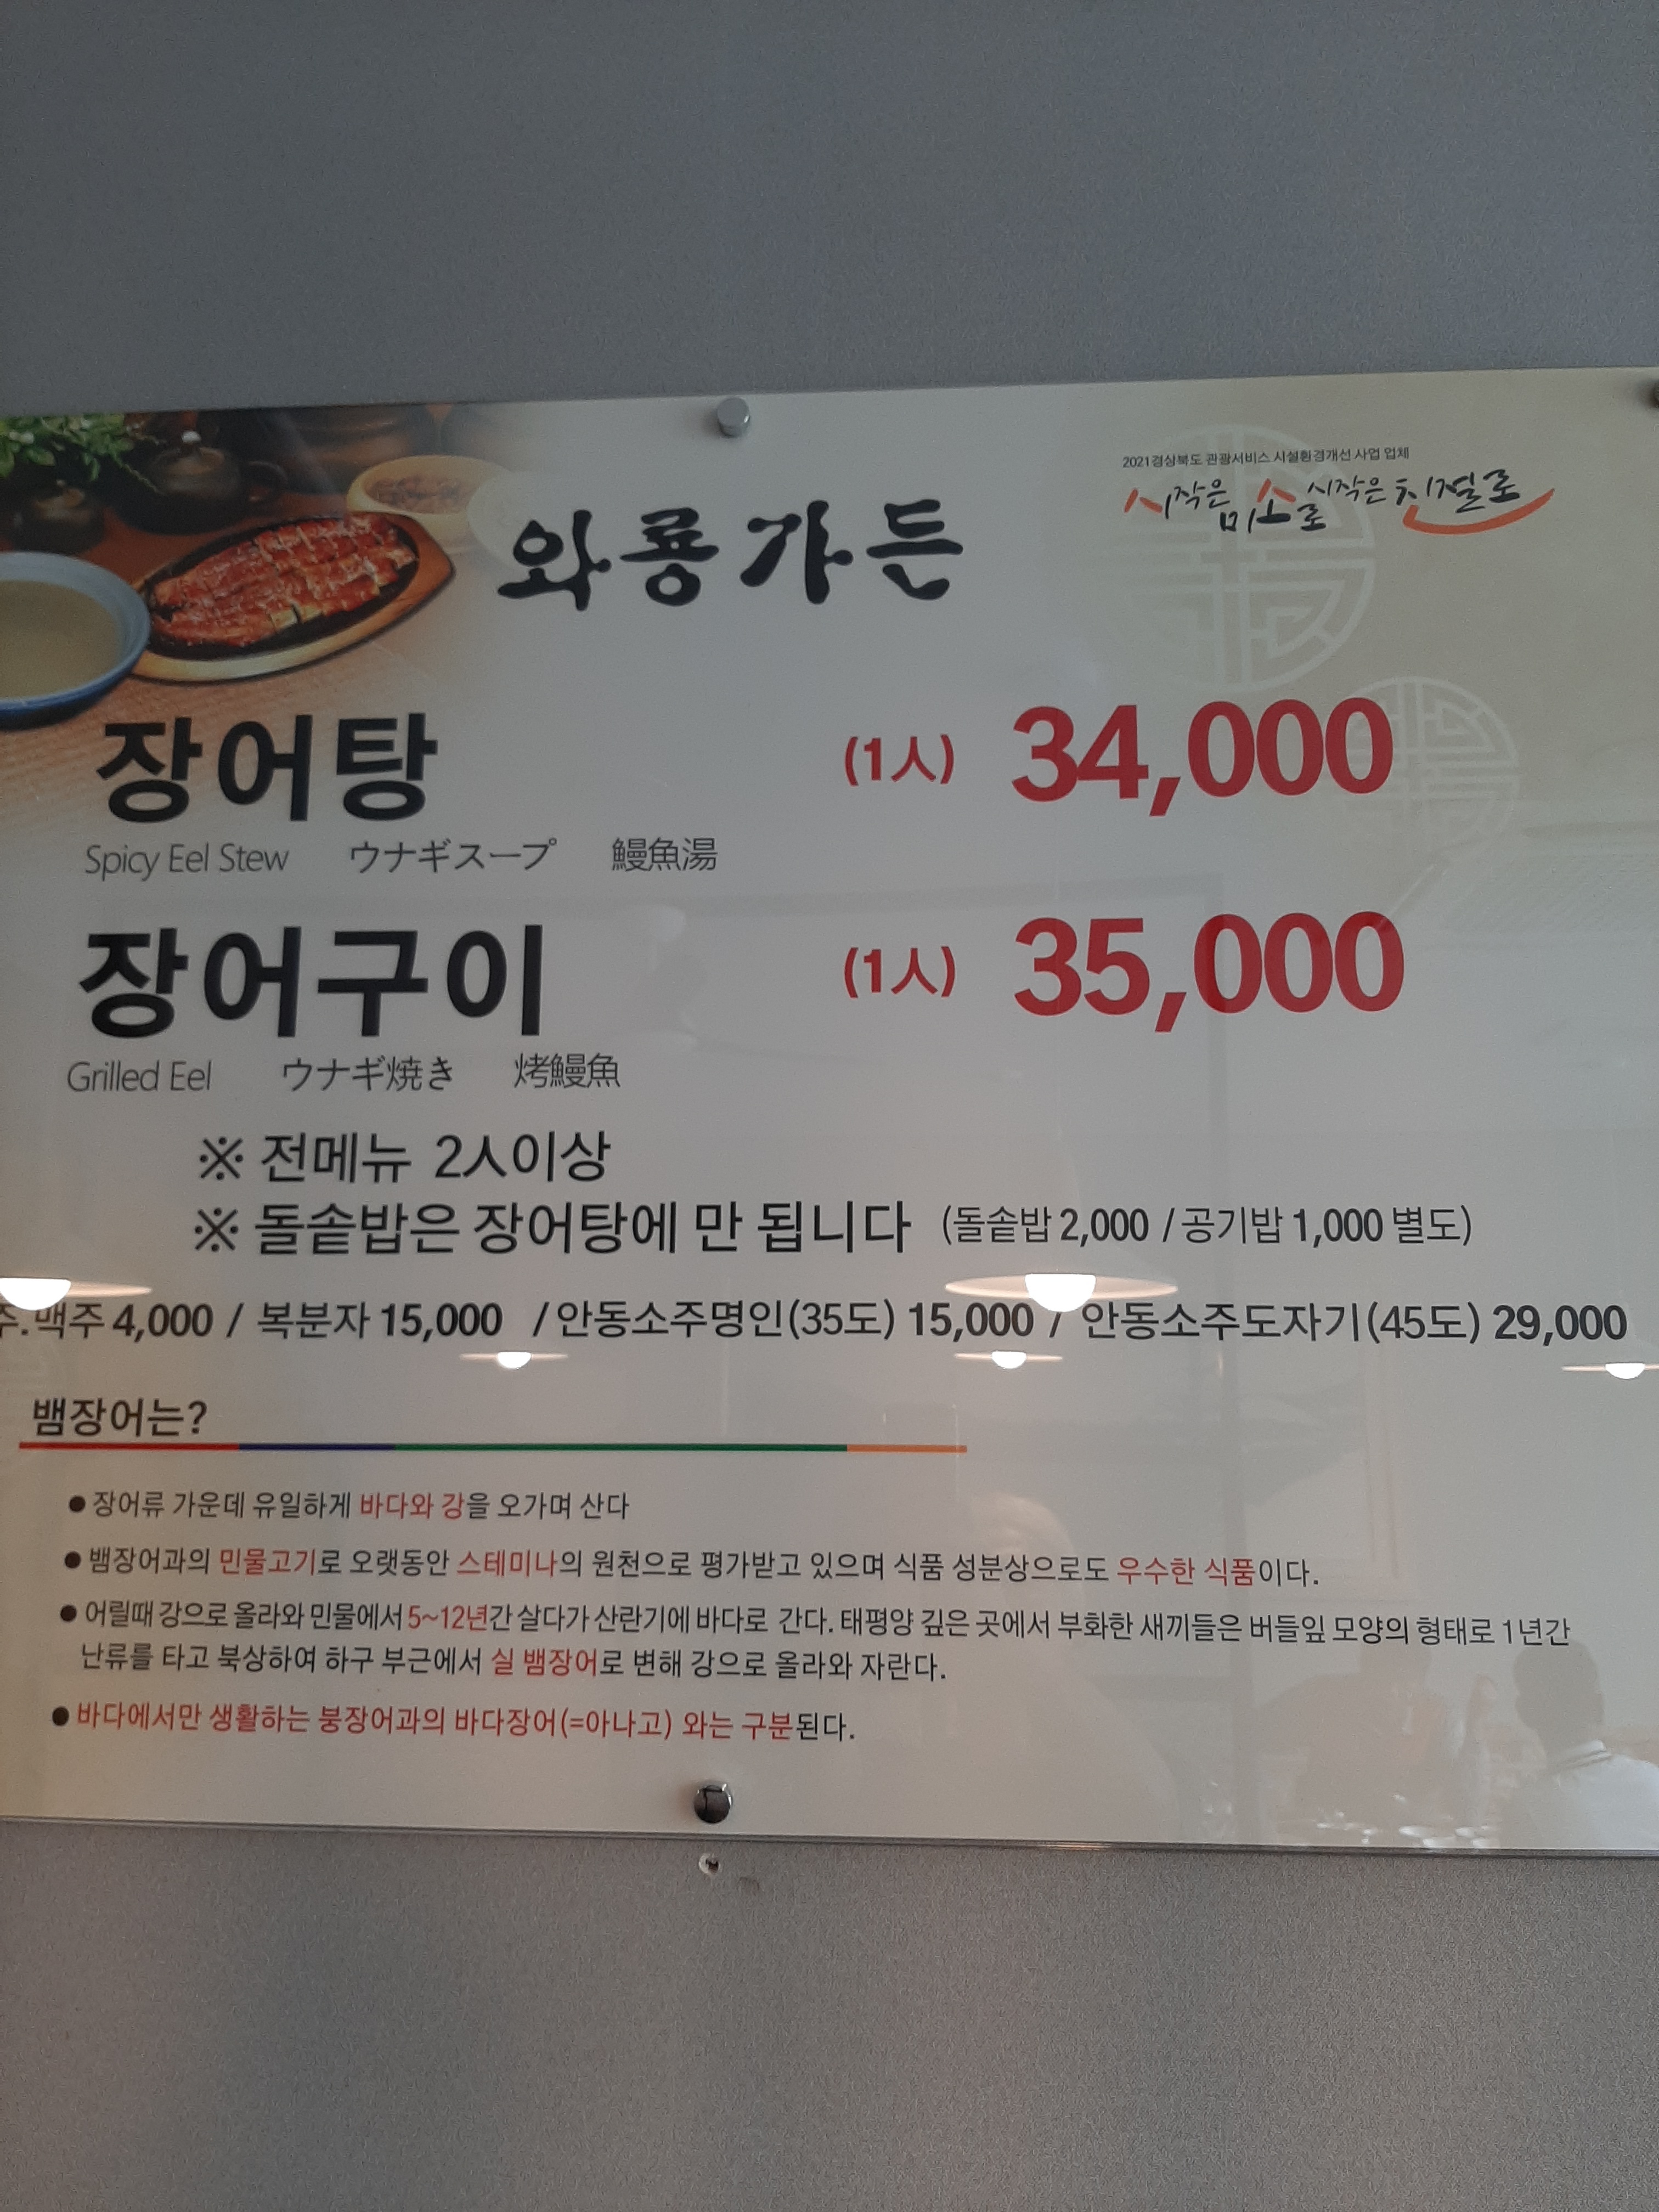 2021경상북도 관광서비스 시설환경개선 사업 업체
시작은 미소로 시작은 친절로
와룡가든
장어탕 (1人) 34,000
Spicy Eel Stew ウナギスープ 鰻魚湯
장어구이 (1人) 35,000
Grilled Eel ウナギ焼き 烤鰻魚
※ 전메뉴 2人이상
※ 돌솥밥은 장어탕에 만 됩니다 (돌솥밥 2,000 / 공기밥 1,000 별도)
주.맥주 4,000 / 복분자 15,000 / 안동소주명인(35도) 15,000 / 안동소주도자기(45도) 29,000
뱀장어는?
● 장어류 가운데 유일하게 바다와 강을 오가며 산다
● 뱀장어과의 민물고기로 오랫동안 스테미나의 원천으로 평가받고 있으며 식품 성분상으로도 우수한 식품이다.
● 어릴때 강으로 올라와 민물에서 5~12년간 살다가 산란기에 바다로 간다. 태평양 깊은 곳에서 부화한 새끼들은 버들잎 모양의 형태로 1년간
난류를 타고 북상하여 하구 부근에서 실 뱀장어로 변해 강으로 올라와 자란다.
● 바다에서만 생활하는 붕장어과의 바다장어(=아나고) 와는 구분된다.